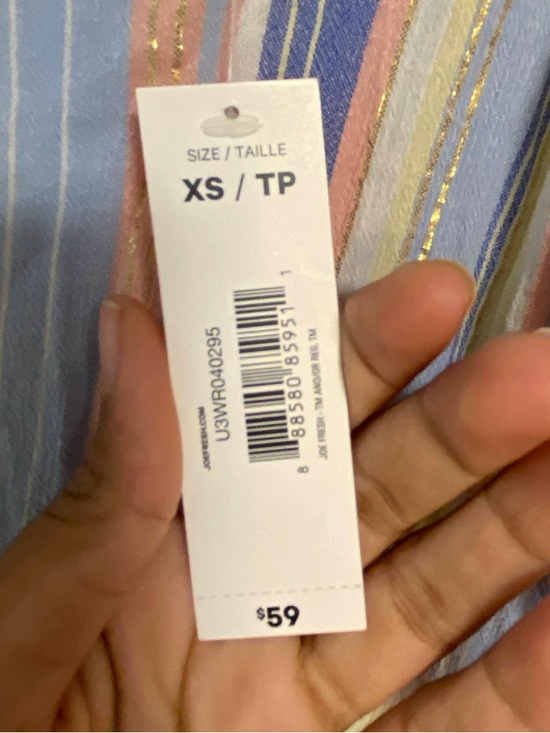 SIZE / TAILLE
XS / TP
JOEFRESH.COM
U3WR040295
8 88580 85951 1
JOE FRESH - TM AND/OR REG. TM
$59